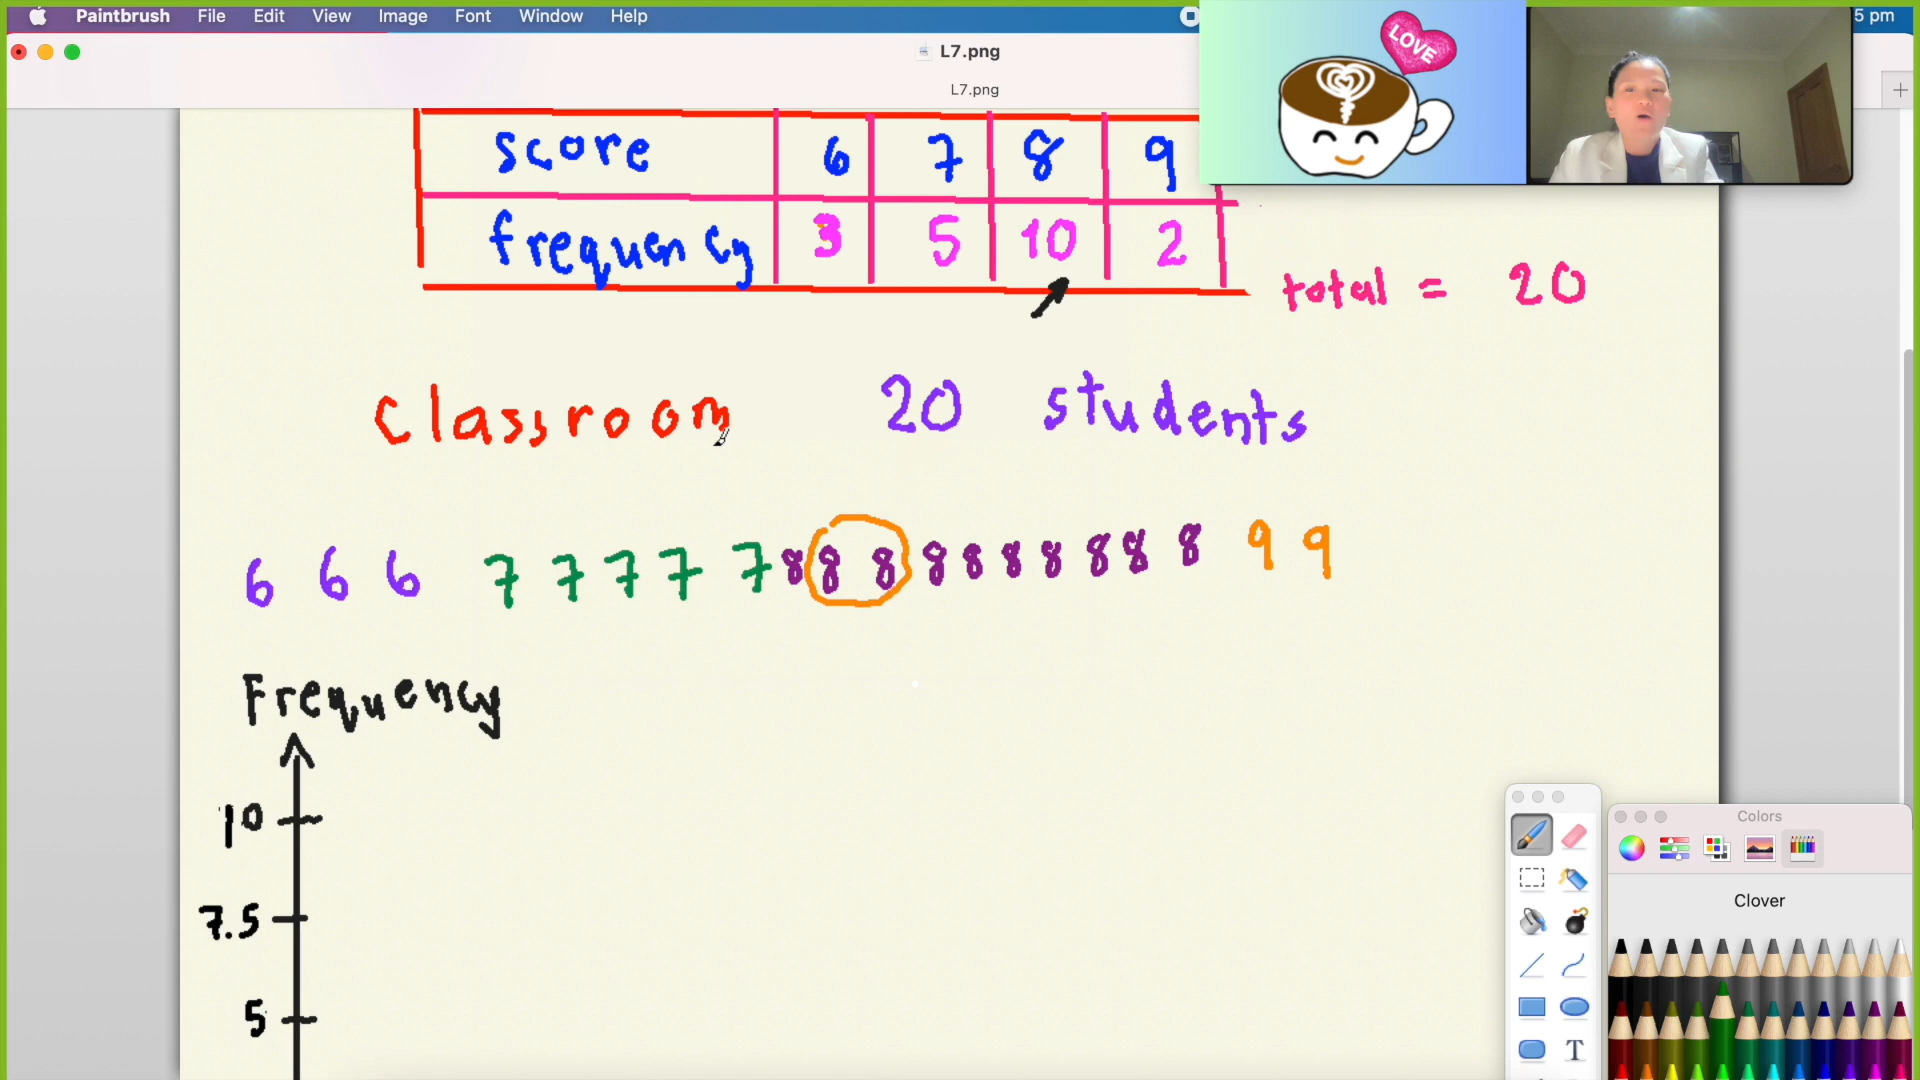 Paintbrush File Edit View Image Font Window Help
5 pm
L7.png
L7.png
LOVE
score 6 7 8 9
frequency 3 5 10 2
total = 20
classroom 20 students
6 6 6 7 7 7 7 7 8 8 8 8 8 8 8 8 8 8 9 9
Frequency
10
7.5
5
Colors
Clover
T